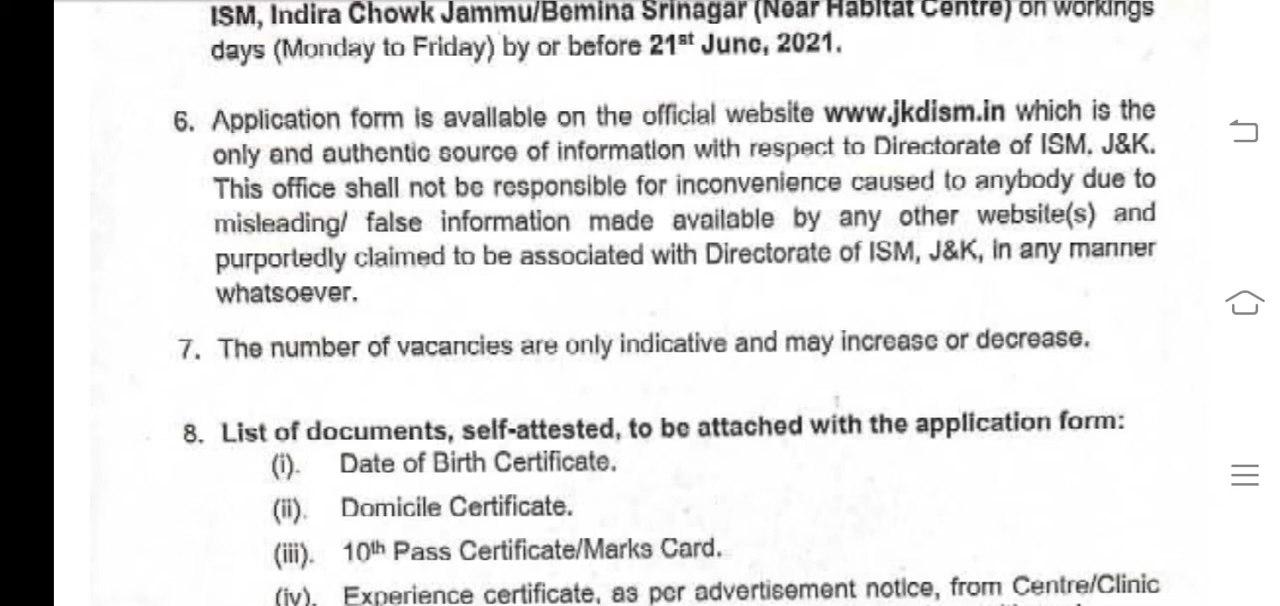 ISM, Indira Chowk Jammu/Bemina Srinagar (Near Habitat Centre) on workings
days (Monday to Friday) by or before 21st June, 2021.
6. Application form is available on the official website www.jkdism.in which is the
only and authentic source of information with respect to Directorate of ISM, J&K.
This office shall not be responsible for inconvenience caused to anybody due to
misleading/ false information made available by any other website(s) and
purportedly claimed to be associated with Directorate of ISM, J&K, in any manner
whatsoever.
7. The number of vacancies are only indicative and may increase or decrease.
8. List of documents, self-attested, to be attached with the application form:
(i). Date of Birth Certificate.
(ii). Domicile Certificate.
(iii). 10th Pass Certificate/Marks Card.
(iv). Experience certificate, as per advertisement notice, from Centre/Clinic